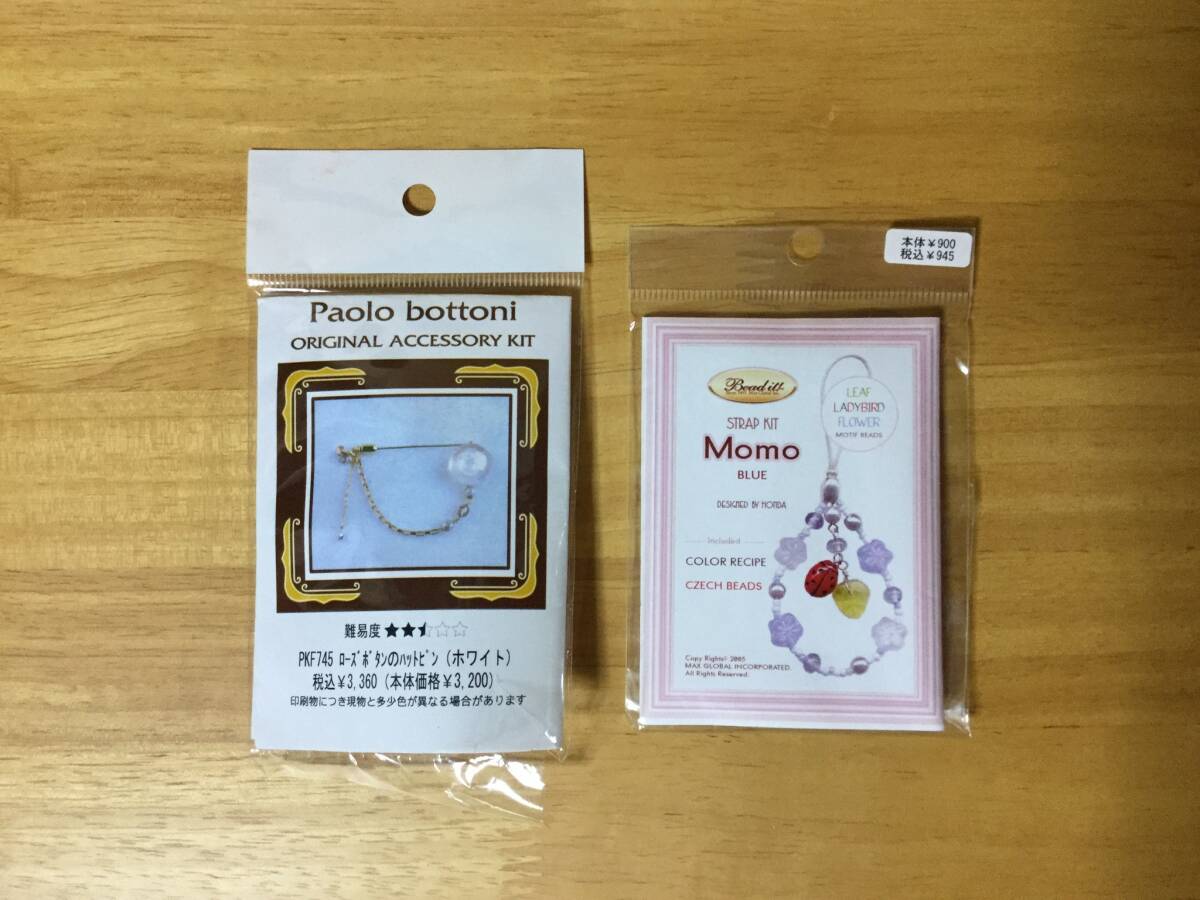 Paolo bottoni
ORIGINAL ACCESSORY KIT
難易度★★⯪☆☆
PKF745 ﾛｰｽﾞﾎﾞﾀﾝのﾊｯﾄﾋﾟﾝ（ホワイト）
税込¥3,360（本体価格¥3,200）
印刷物につき現物と多少色が異なる場合があります
本体¥900
税込¥945
Bead it!
STRAP KIT
Momo
BLUE
DESIGNED BY HONDA
Included
COLOR RECIPE
CZECH BEADS
LEAF
LADYBIRD
FLOWER
MOTIF BEADS
Copy Rights© 2005
MAX GLOBAL INCORPORATED.
All Rights Reserved.